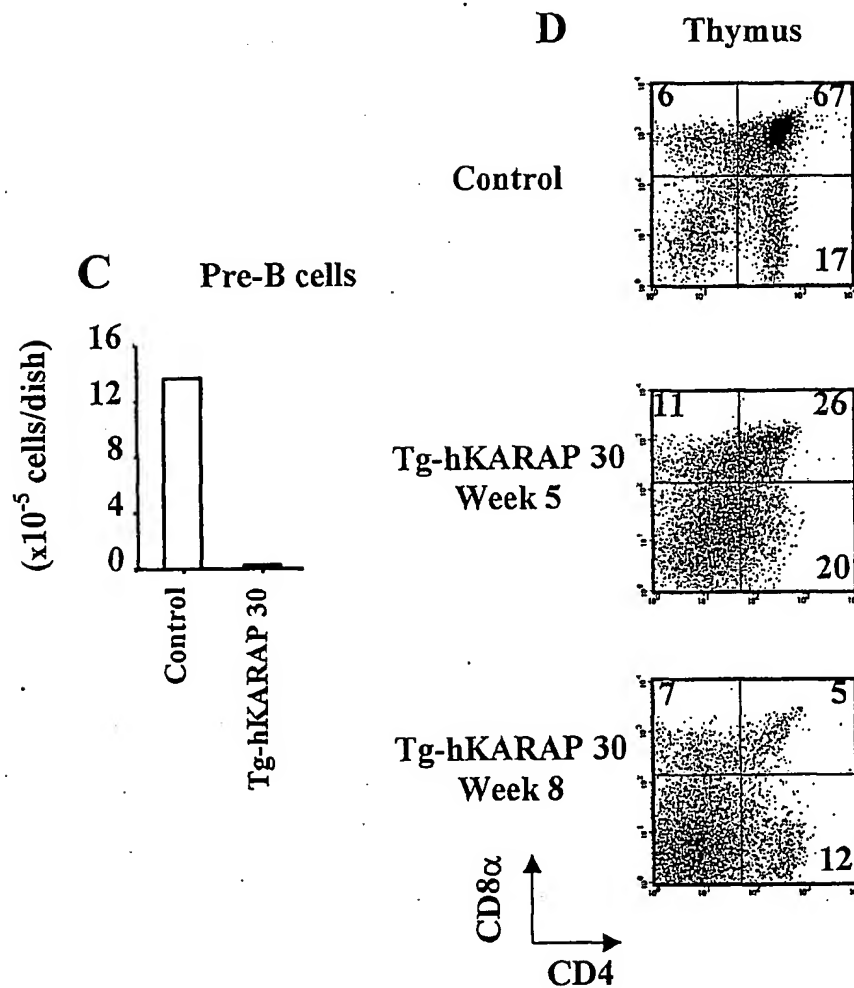 D Thymus
6 67
Control
17
C Pre-B cells
16
12
8
4
0
(x10⁻⁵ cells/dish)
Control
Tg-hKARAP 30
11 26
Tg-hKARAP 30
Week 5
20
7 5
Tg-hKARAP 30
Week 8
12
CD8α
CD4